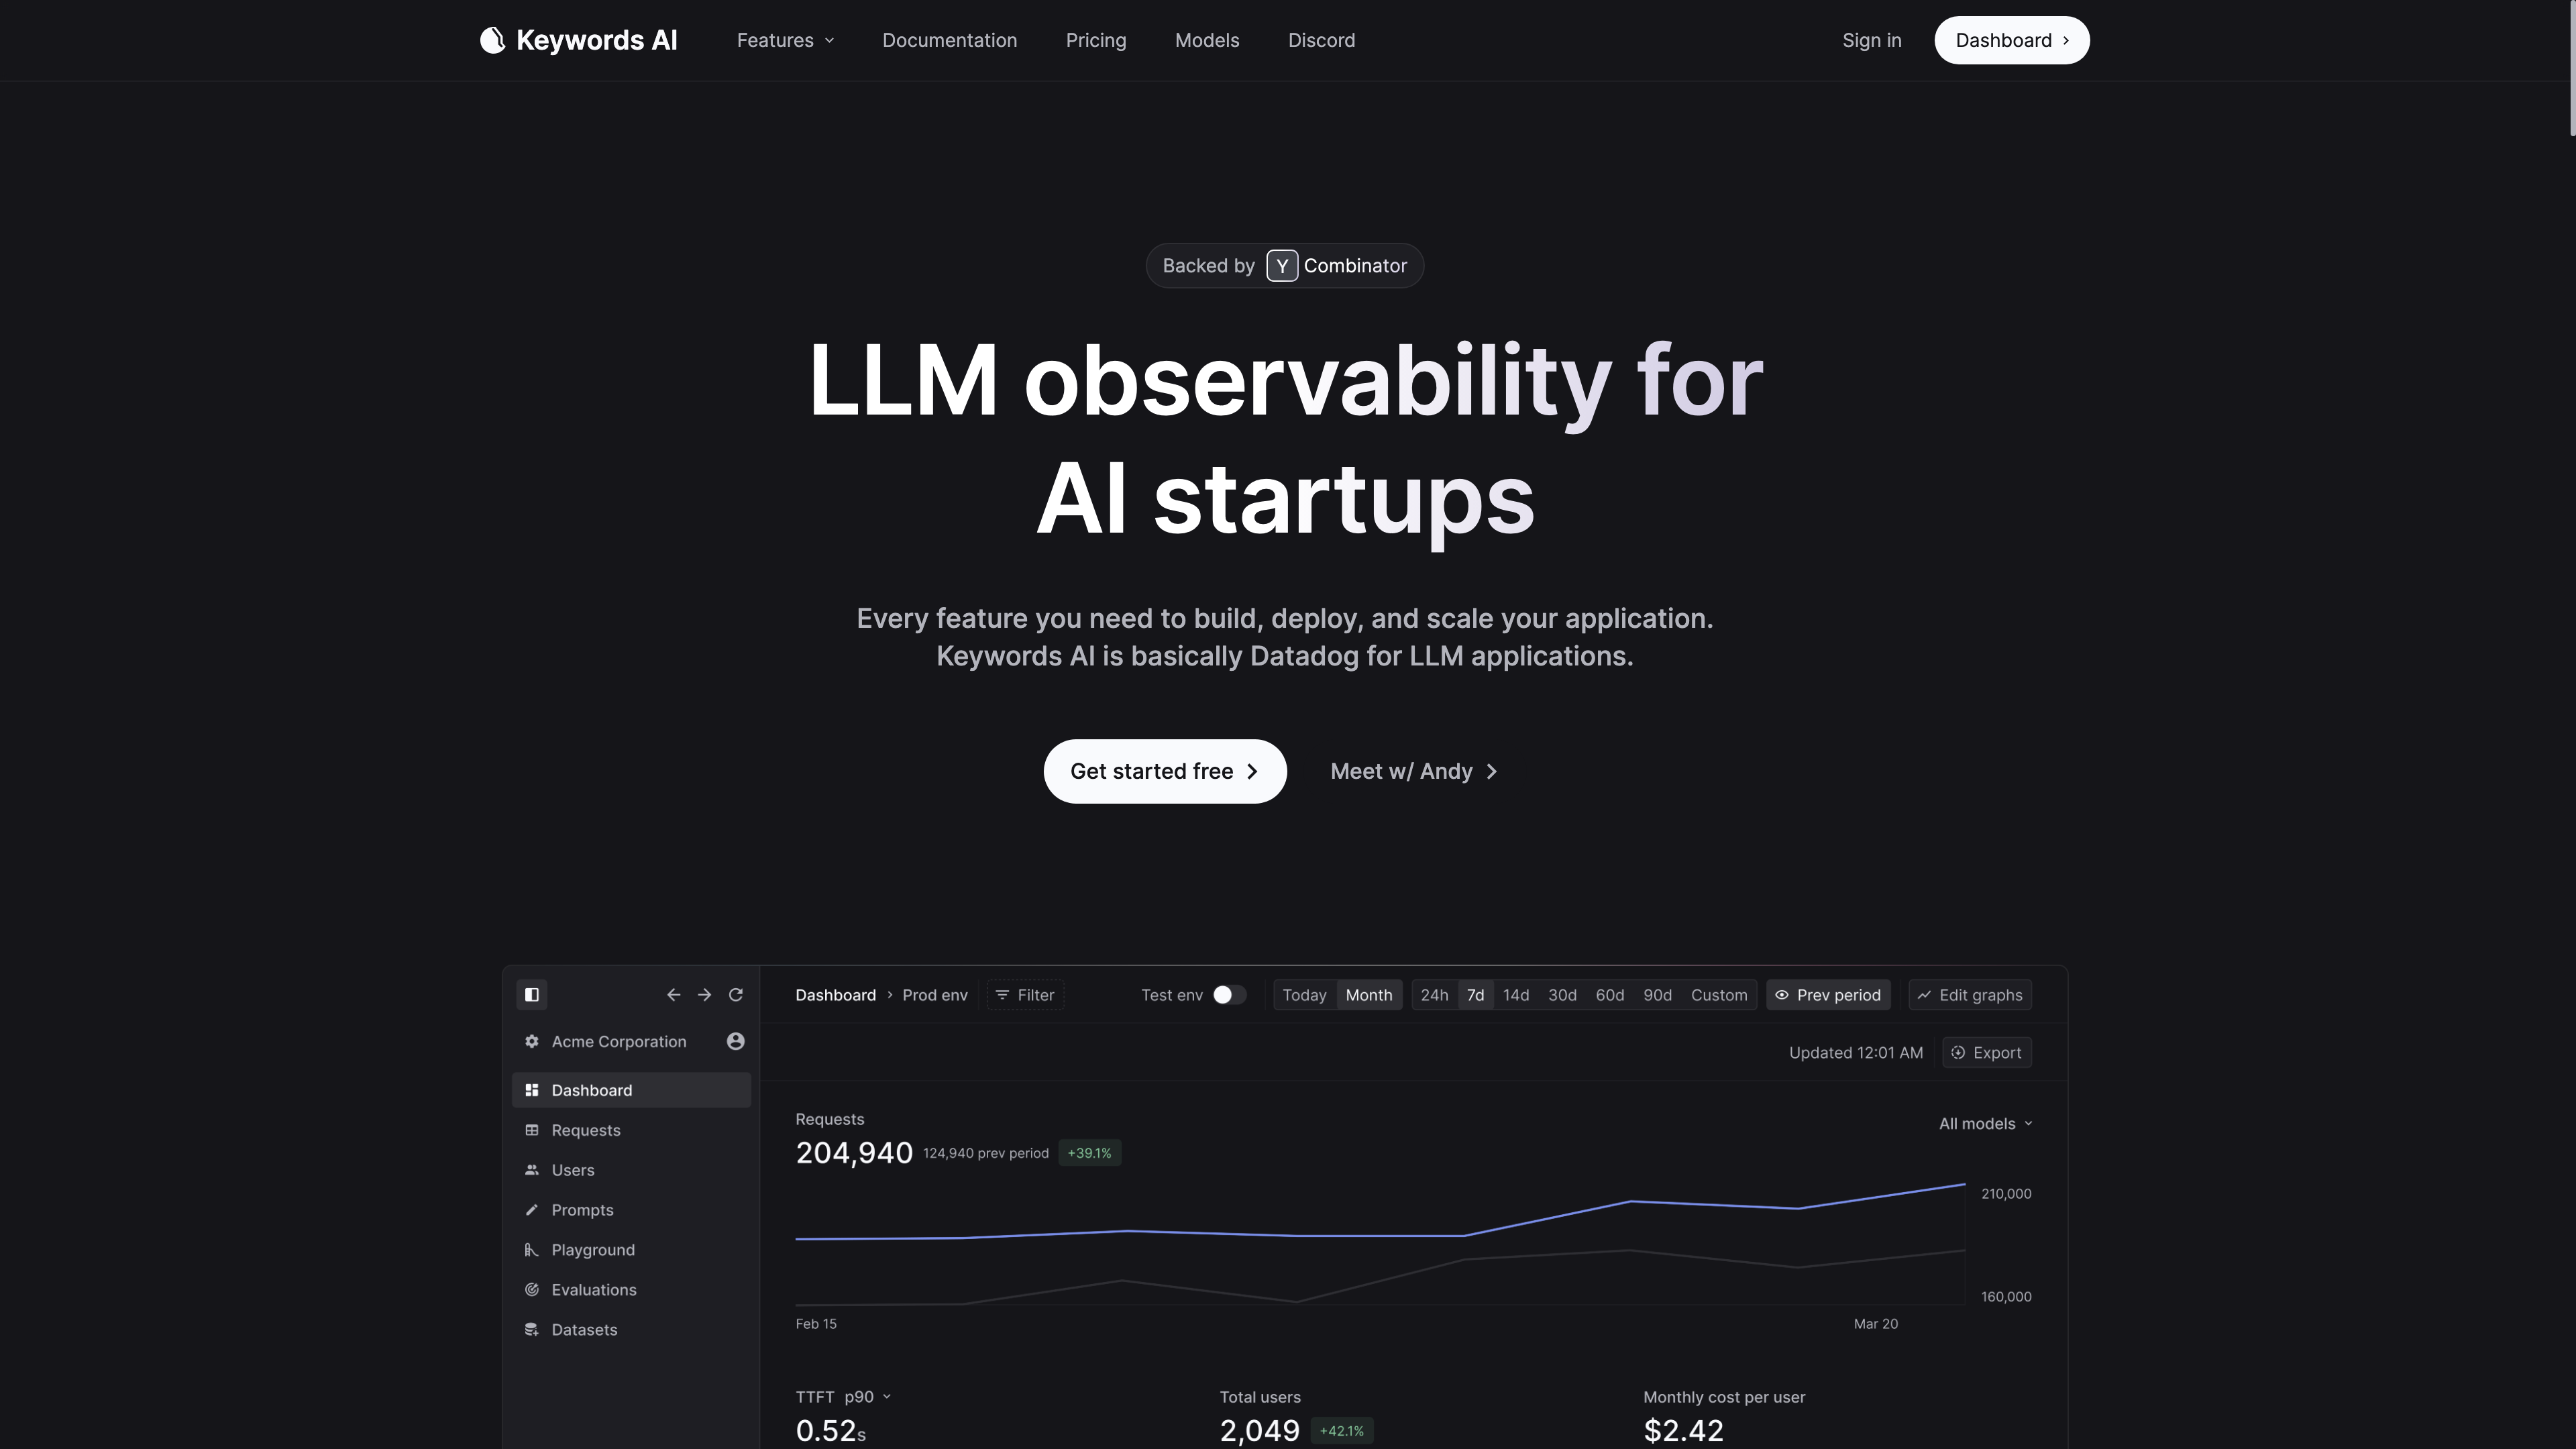 Keywords AI
Features
Documentation
Pricing
Models
Discord
Sign in
Dashboard
Backed by Y Combinator
LLM observability for
AI startups
Every feature you need to build, deploy, and scale your application.
Keywords AI is basically Datadog for LLM applications.
Get started free
Meet w/ Andy
Acme Corporation
Dashboard
Requests
Users
Prompts
Playground
Evaluations
Datasets
Dashboard > Prod env
Filter
Test env
Today Month
24h 7d 14d 30d 60d 90d Custom
Prev period
Edit graphs
Updated 12:01 AM
Export
Requests
204,940 124,940 prev period +39.1%
All models
210,000
160,000
Feb 15
Mar 20
TTFT p90
0.52s
Total users
2,049 +42.1%
Monthly cost per user
$2.42